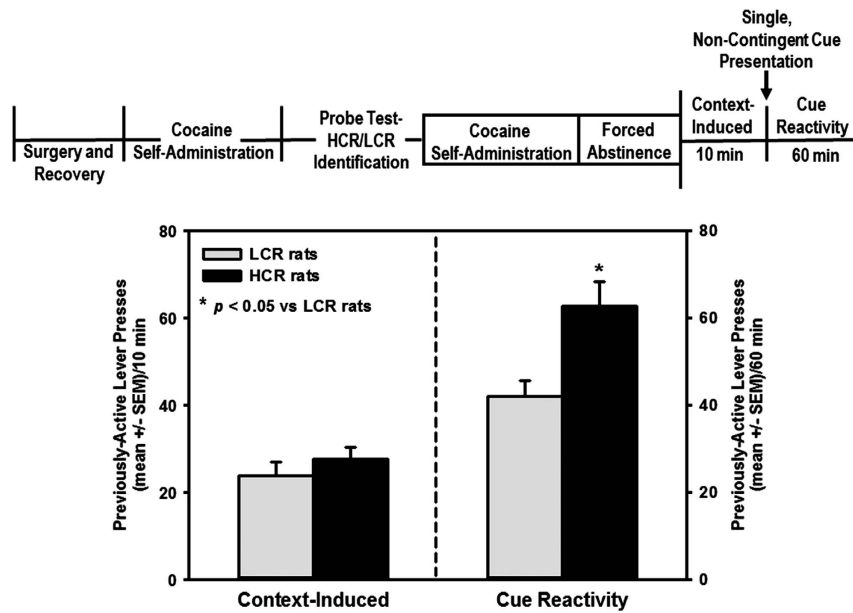 Single,
Non-Contingent Cue
Presentation
Surgery and
Recovery
Cocaine
Self-Administration
Probe Test-
HCR/LCR
Identification
Cocaine
Self-Administration
Forced
Abstinence
Context-
Induced
10 min
Cue
Reactivity
60 min
Previously-Active Lever Presses
(mean +/- SEM)/10 min
80
60
40
20
0
LCR rats
HCR rats
* p < 0.05 vs LCR rats
*
80
60
40
20
0
Previously-Active Lever Presses
(mean +/- SEM)/60 min
Context-Induced
Cue Reactivity